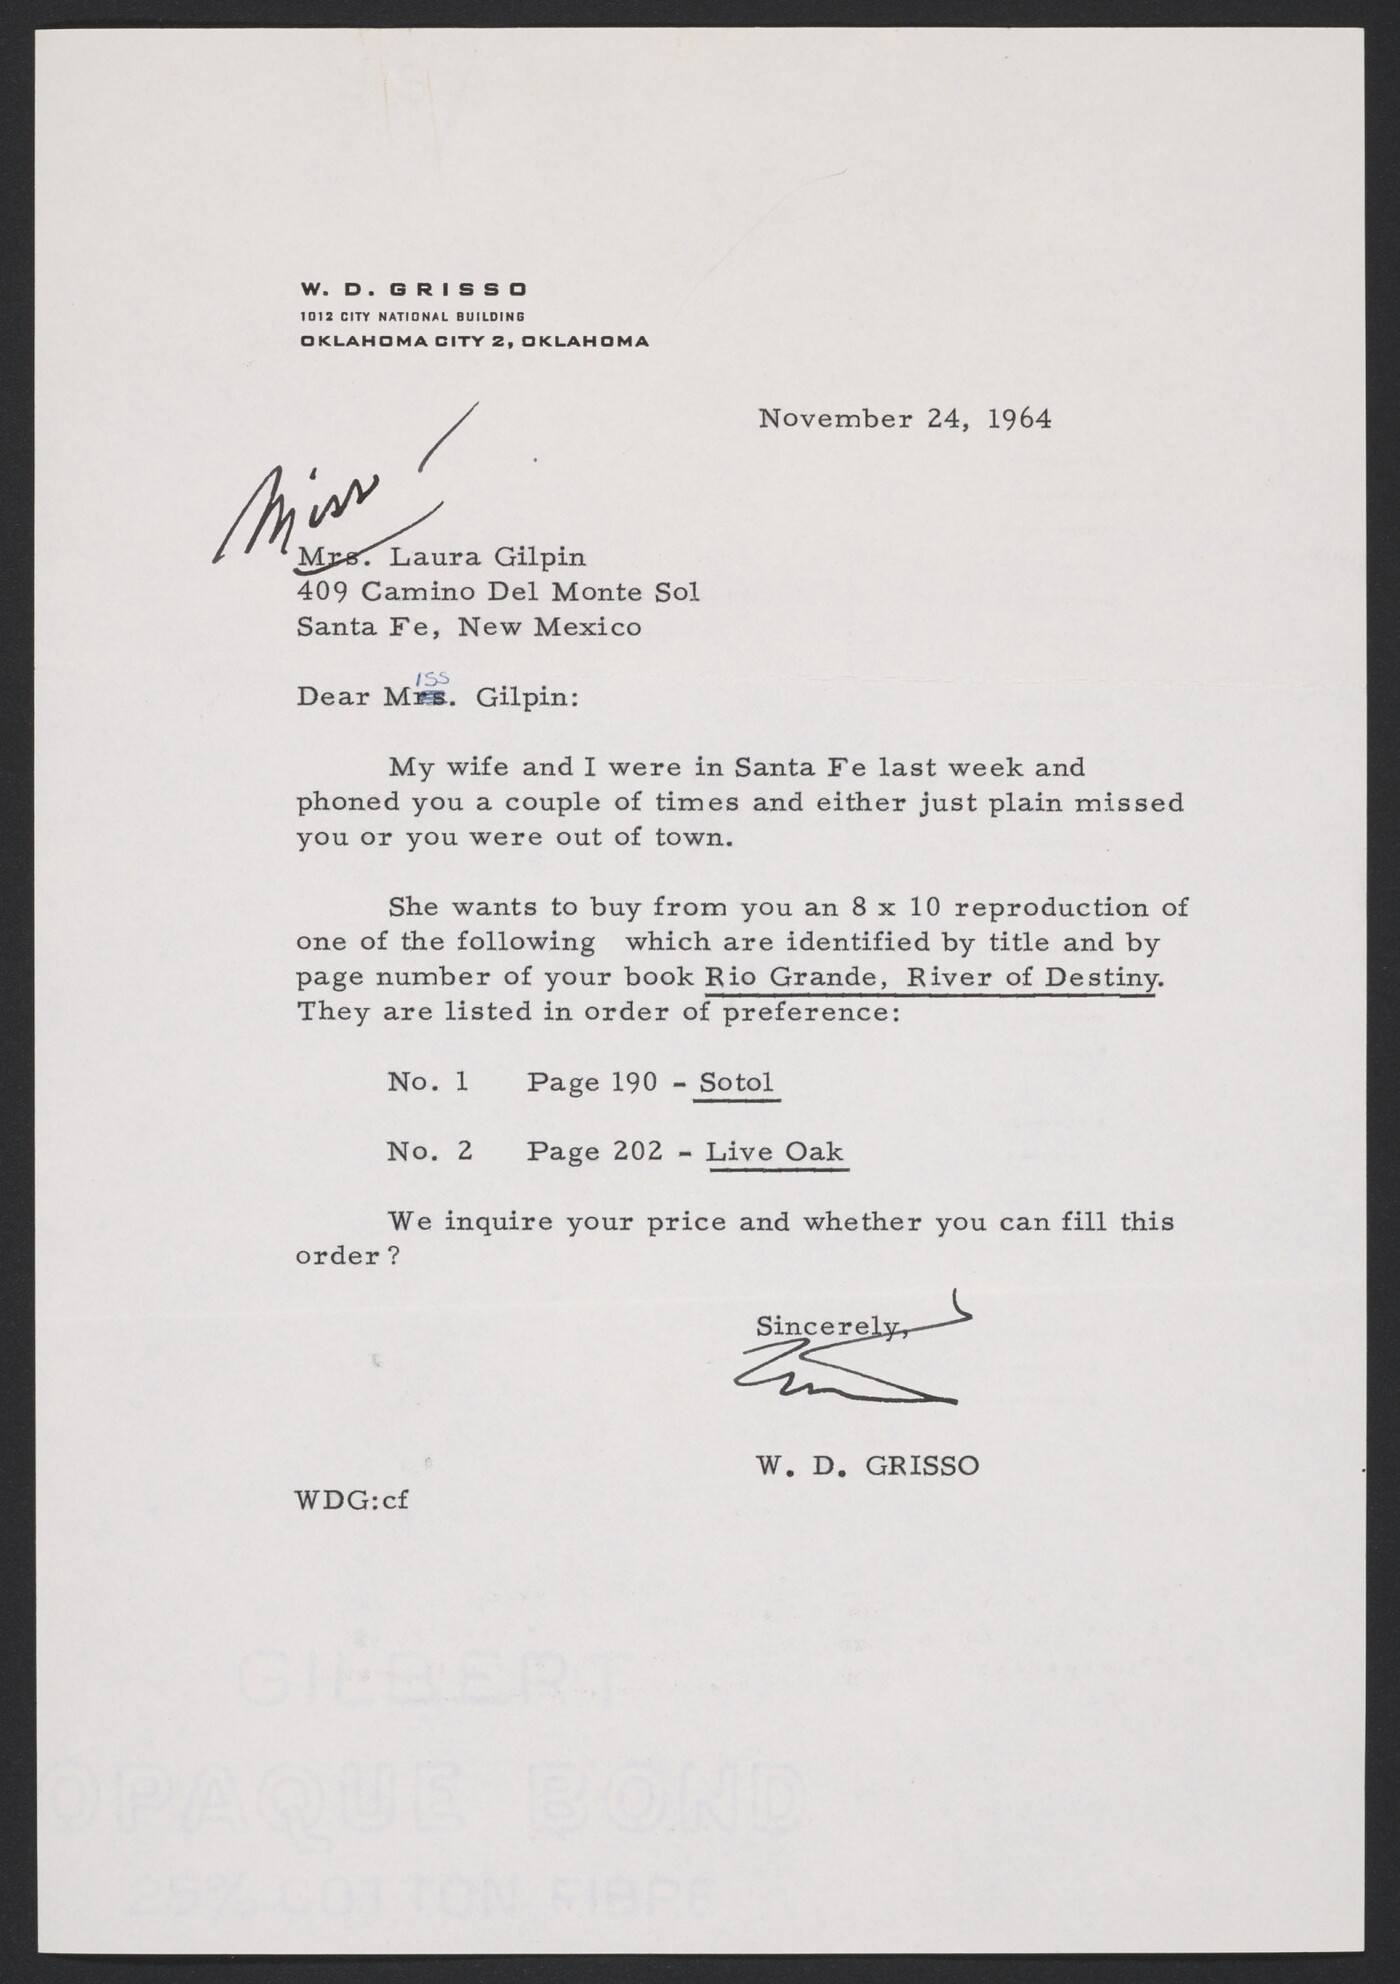 W. D. GRISSO
1012 CITY NATIONAL BUILDING
OKLAHOMA CITY 2, OKLAHOMA
November 24, 1964
Miss
Mrs. Laura Gilpin
409 Camino Del Monte Sol
Santa Fe, New Mexico
iss
Dear Mrs. Gilpin:
My wife and I were in Santa Fe last week and
phoned you a couple of times and either just plain missed
you or you were out of town.
She wants to buy from you an 8 x 10 reproduction of
one of the following which are identified by title and by
page number of your book Rio Grande, River of Destiny.
They are listed in order of preference:
No. 1 Page 190 - Sotol
No. 2 Page 202 - Live Oak
We inquire your price and whether you can fill this
order?
Sincerely,
W. D. GRISSO
WDG:cf
GILBERT
OPAQUE BOND
25% COTTON FIBRE